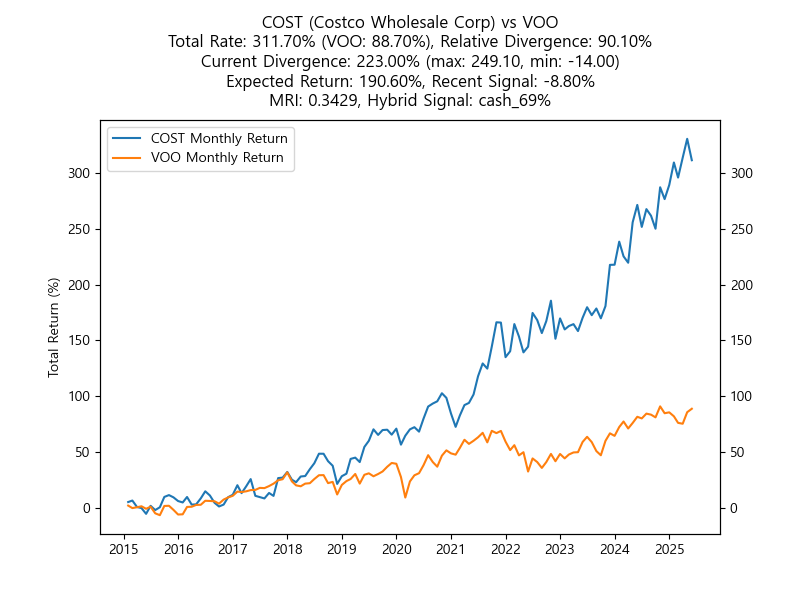 COST (Costco Wholesale Corp) vs VOO
Total Rate: 311.70% (VOO: 88.70%), Relative Divergence: 90.10%
Current Divergence: 223.00% (max: 249.10, min: -14.00)
Expected Return: 190.60%, Recent Signal: -8.80%
MRI: 0.3429, Hybrid Signal: cash_69%
COST Monthly Return
VOO Monthly Return
Total Return (%)
300
250
200
150
100
50
0
300
250
200
150
100
50
0
2015 2016 2017 2018 2019 2020 2021 2022 2023 2024 2025